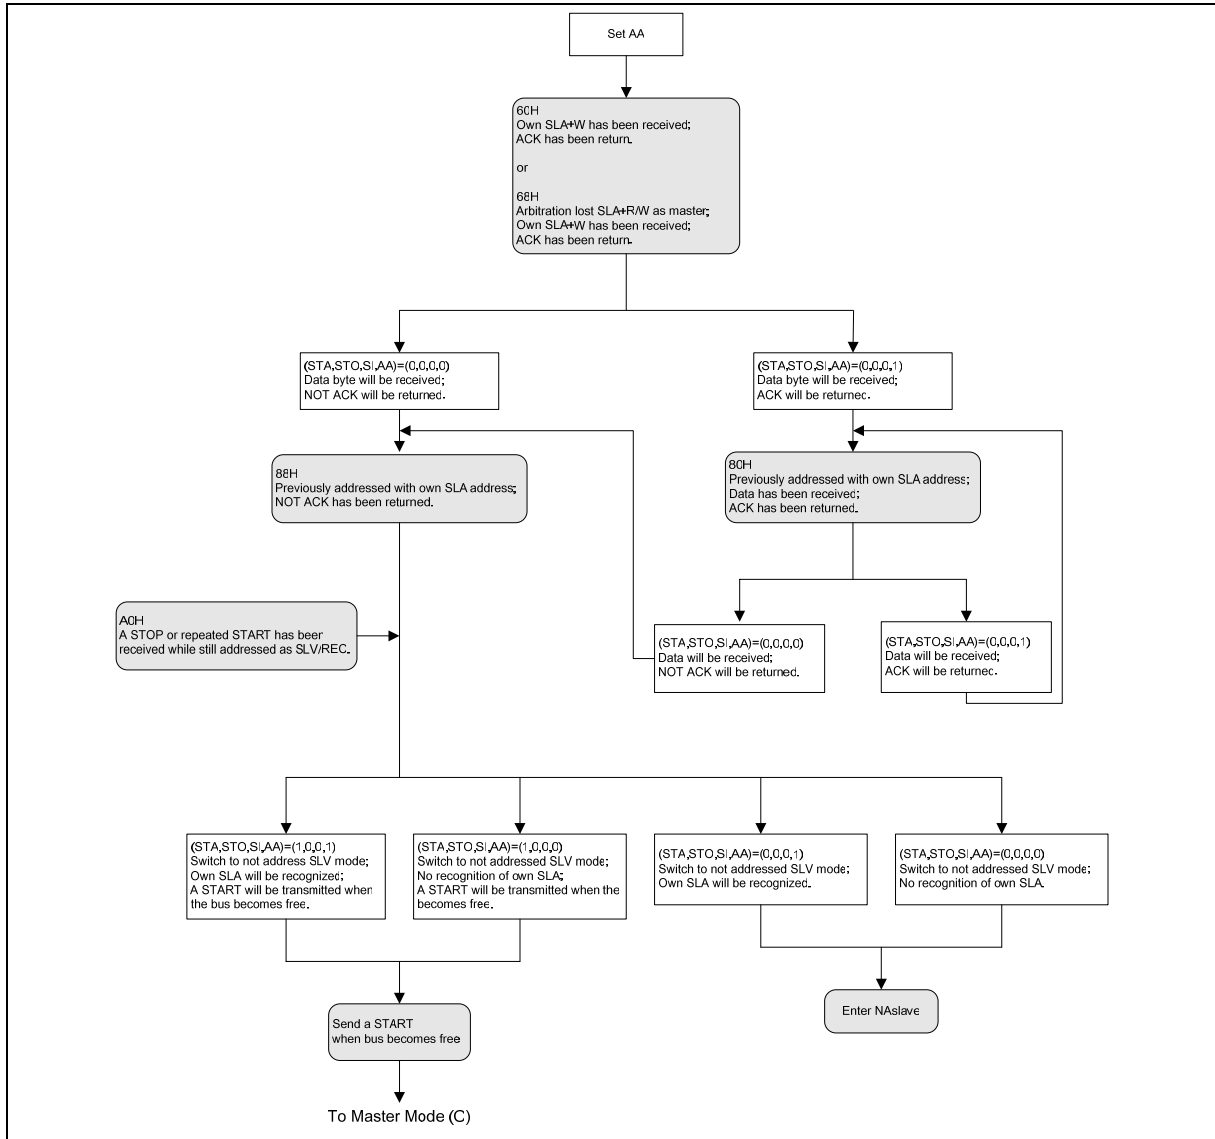 Set AA
60H
Own SLA+W has been received;
ACK has been return.
or
68H
Arbitration lost SLA+R/W as master;
Own SLA+W has been received;
ACK has been return.
(STA,STO,SI,AA)=(0,0,0,0)
Data byte will be received;
NOT ACK will be returned.
(STA,STO,SI,AA)=(0,0,0,1)
Data byte will be received;
ACK will be returned.
88H
Previously addressed with own SLA address;
NOT ACK has been returned.
80H
Previously addressed with own SLA address;
Data has been received;
ACK has been returned.
A0H
A STOP or repeated START has been
received while still addressed as SLV/REC.
(STA,STO,SI,AA)=(0,0,0,0)
Data will be received;
NOT ACK will be returned.
(STA,STO,SI,AA)=(0,0,0,1)
Data will be received;
ACK will be returned.
(STA,STO,SI,AA)=(1,0,0,1)
Switch to not address SLV mode;
Own SLA will be recognized;
A START will be transmitted when
the bus becomes free.
(STA,STO,SI,AA)=(1,0,0,0)
Switch to not addressed SLV mode;
No recognition of own SLA;
A START will be transmitted when the
becomes free.
(STA,STO,SI,AA)=(0,0,0,1)
Switch to not addressed SLV mode;
Own SLA will be recognized.
(STA,STO,SI,AA)=(0,0,0,0)
Switch to not addressed SLV mode;
No recognition of own SLA.
Send a START
when bus becomes free
Enter NAslave
To Master Mode (C)